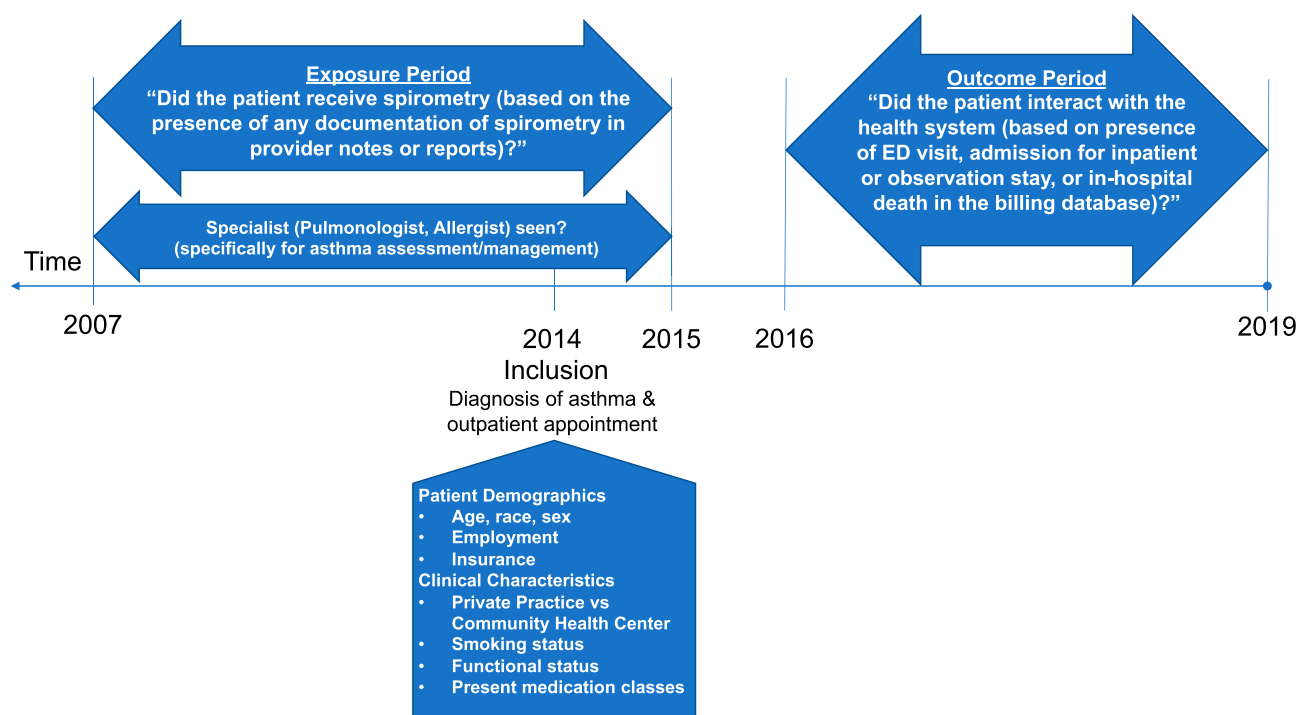 Exposure Period
“Did the patient receive spirometry (based on the
presence of any documentation of spirometry in
provider notes or reports)?”
Outcome Period
“Did the patient interact with the
health system (based on presence
of ED visit, admission for inpatient
or observation stay, or in-hospital
death in the billing database)?”
Specialist (Pulmonologist, Allergist) seen?
(specifically for asthma assessment/management)
Time
2007
2014
2015
2016
2019
Inclusion
Diagnosis of asthma &
outpatient appointment
Patient Demographics
• Age, race, sex
• Employment
• Insurance
Clinical Characteristics
• Private Practice vs
Community Health Center
• Smoking status
• Functional status
• Present medication classes